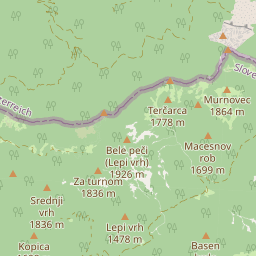 Slove
erreich
Murnovec
1864 m
Terčarca
1778 m
Bele peči
(Lepi vrh)
1926 m
Macesnov
rob
1699 m
Za turnom
1836 m
Srednji
vrh
1836 m
Lepi vrh
1478 m
Kopica
Basen